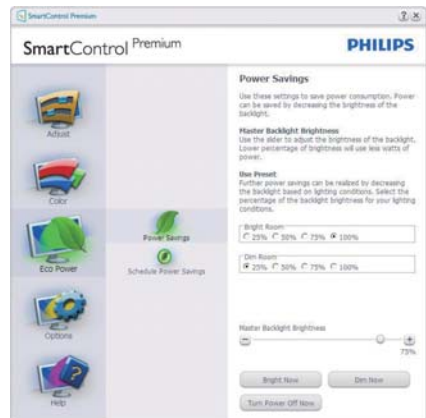 SmartControl Premium
SmartControl Premium
PHILIPS
Adjust
Color
Eco Power
Options
Help
Power Savings
Schedule Power Savings
Power Savings
Use these settings to save power consumption. Power
can be saved by decreasing the brightness of the
backlight.
Master Backlight Brightness
Use the slider to adjust the brightness of the backlight.
Lower percentage of brightness will use less watts of
power.
Use Preset
Further power savings can be realized by decreasing
the backlight based on lighting conditions. Select the
percentage of the backlight brightness for your lighting
conditions.
Bright Room
25% 50% 75% 100%
Dim Room
25% 50% 75% 100%
Master Backlight Brightness
75%
Bright Now Dim Now
Turn Power Off Now